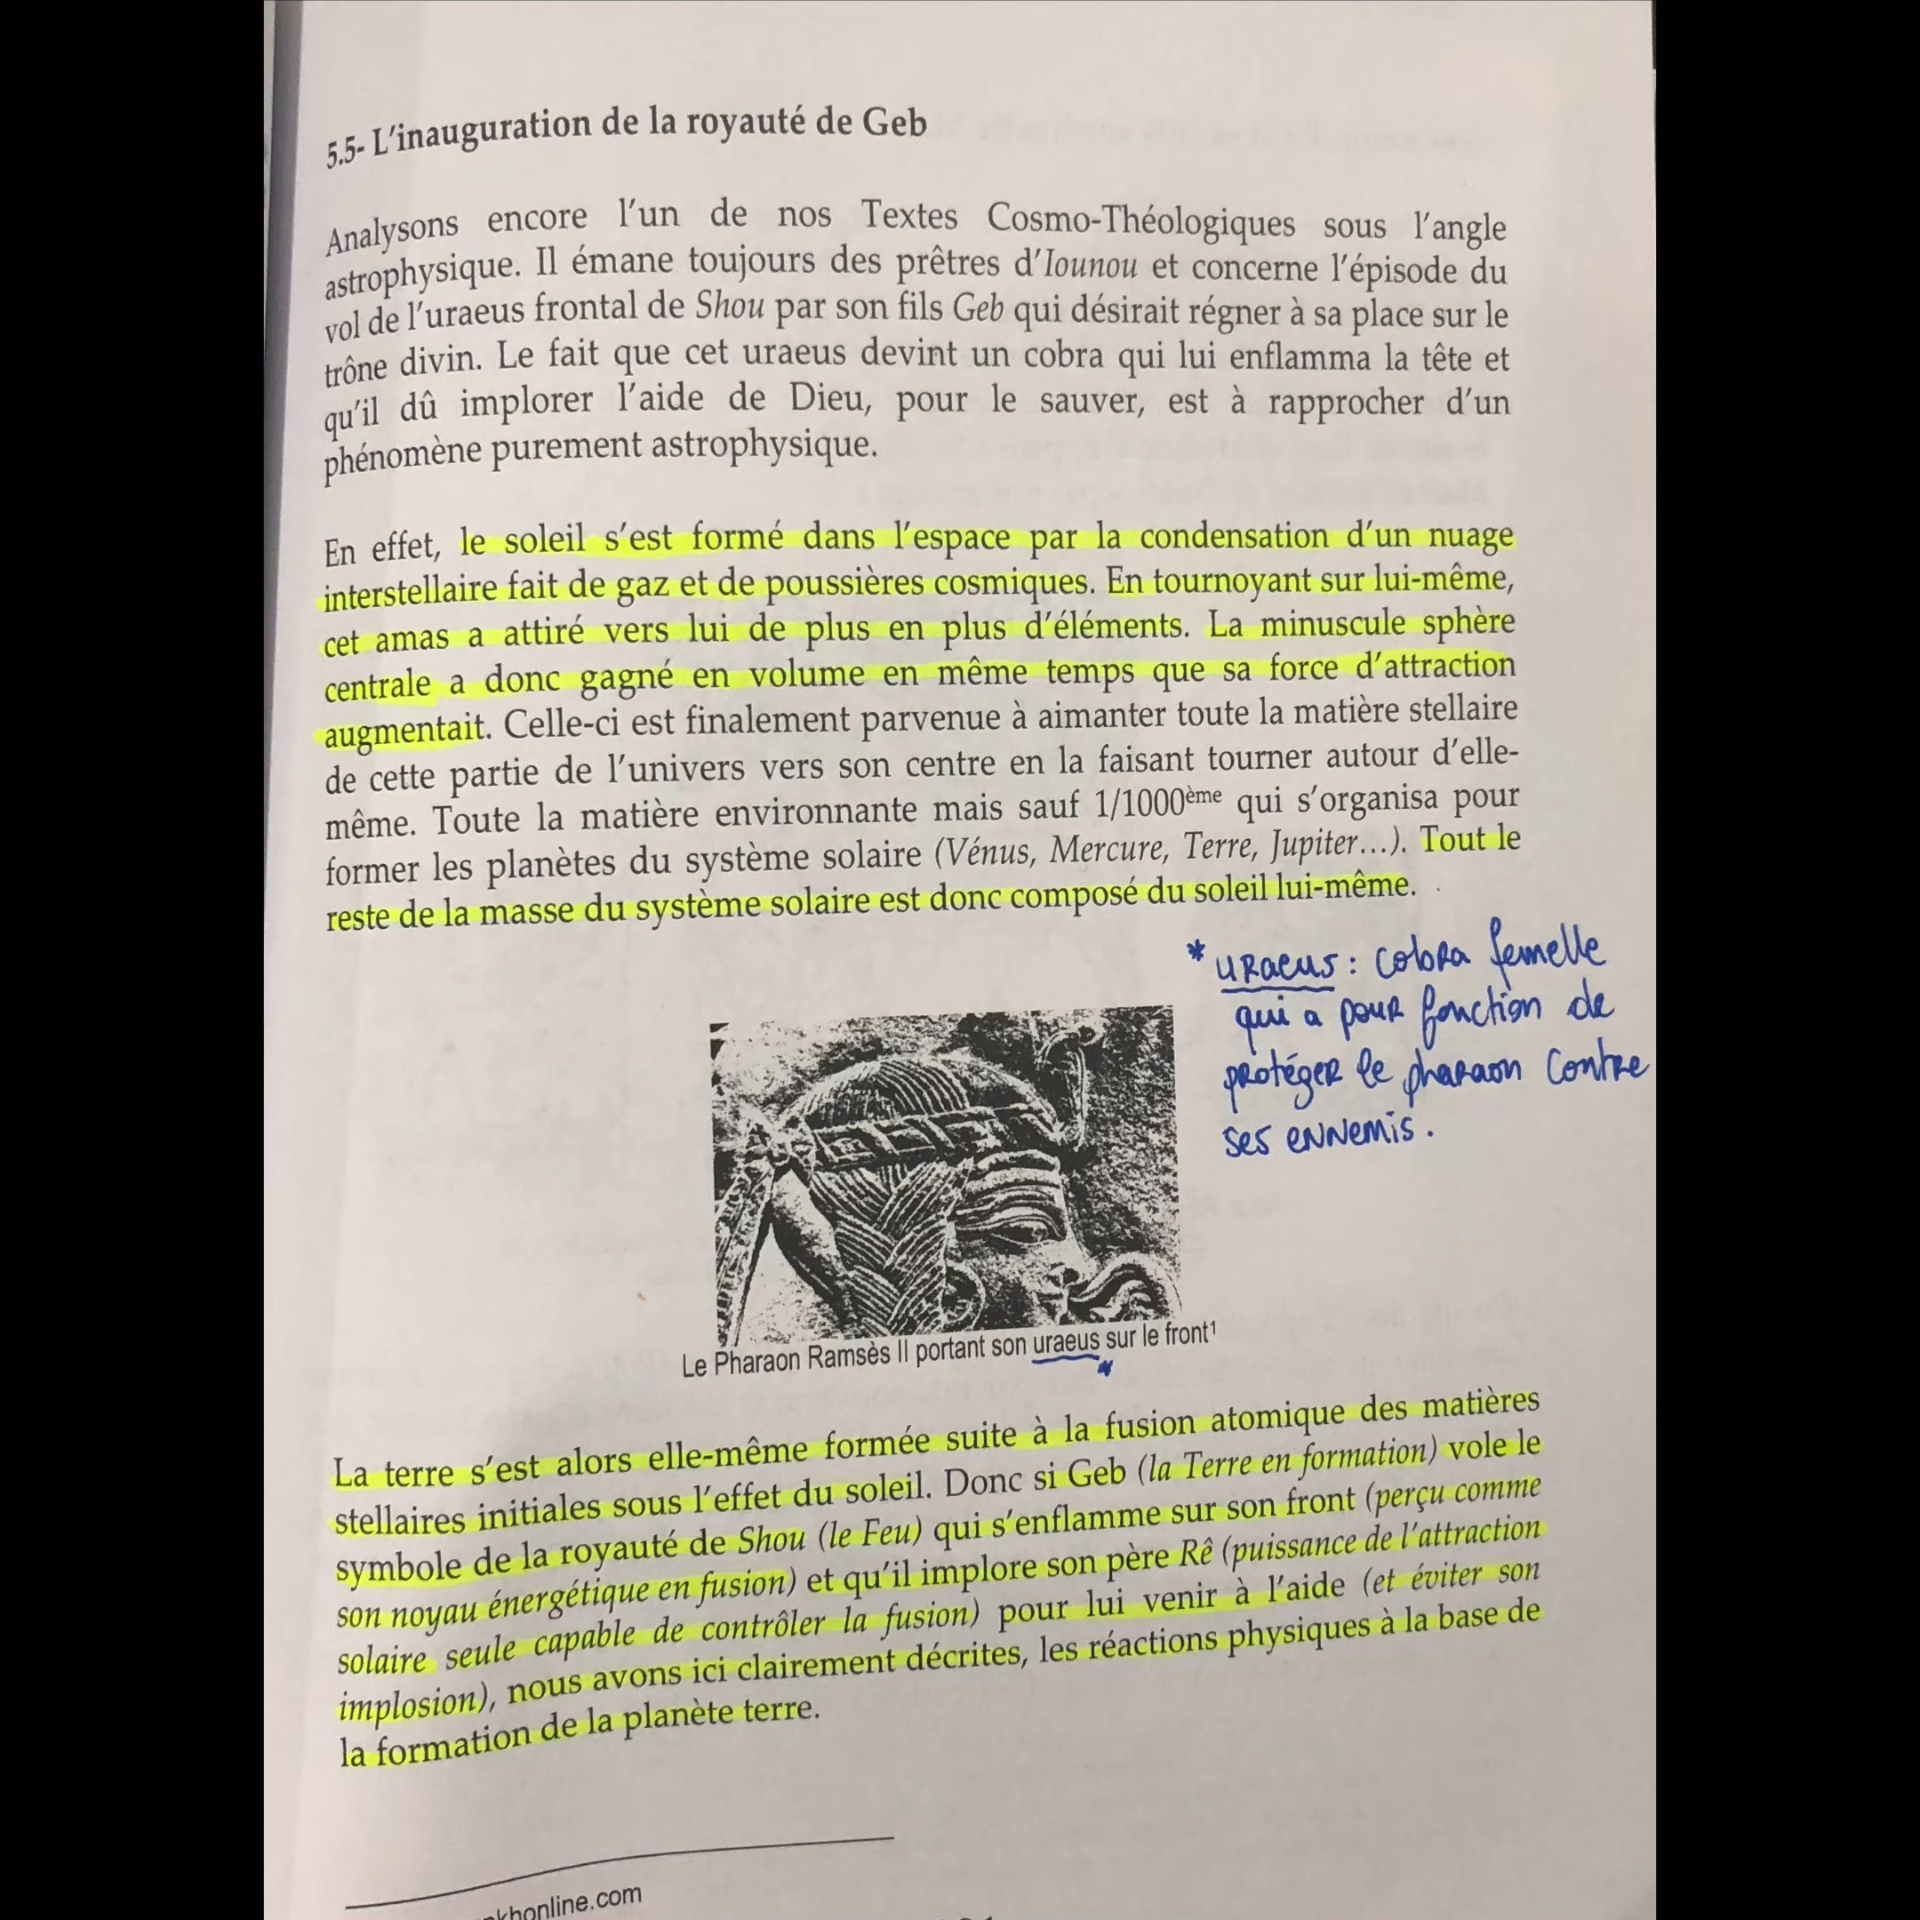 5.5- L'inauguration de la royauté de Geb
Analysons encore l'un de nos Textes Cosmo-Théologiques sous l'angle
astrophysique. Il émane toujours des prêtres d'Iounou et concerne l'épisode du
vol de l'uraeus frontal de Shou par son fils Geb qui désirait régner à sa place sur le
trône divin. Le fait que cet uraeus devint un cobra qui lui enflamma la tête et
qu'il dû implorer l'aide de Dieu, pour le sauver, est à rapprocher d'un
phénomène purement astrophysique.
En effet, le soleil s'est formé dans l'espace par la condensation d'un nuage
interstellaire fait de gaz et de poussières cosmiques. En tournoyant sur lui-même,
cet amas a attiré vers lui de plus en plus d'éléments. La minuscule sphère
centrale a donc gagné en volume en même temps que sa force d'attraction
augmentait. Celle-ci est finalement parvenue à aimanter toute la matière stellaire
de cette partie de l'univers vers son centre en la faisant tourner autour d'elle-
même. Toute la matière environnante mais sauf 1/1000ème qui s'organisa pour
former les planètes du système solaire (Vénus, Mercure, Terre, Jupiter...). Tout le
reste de la masse du système solaire est donc composé du soleil lui-même.
* uraeus : cobra femelle
qui a pour fonction de
protéger le pharaon contre
ses ennemis.
Le Pharaon Ramsès II portant son uraeus sur le front¹
*
La terre s'est alors elle-même formée suite à la fusion atomique des matières
stellaires initiales sous l'effet du soleil. Donc si Geb (la Terre en formation) vole le
symbole de la royauté de Shou (le Feu) qui s'enflamme sur son front (perçu comme
son noyau énergétique en fusion) et qu'il implore son père Rê (puissance de l'attraction
solaire seule capable de contrôler la fusion) pour lui venir à l'aide (et éviter son
implosion), nous avons ici clairement décrites, les réactions physiques à la base de
la formation de la planète terre.
khonline.com